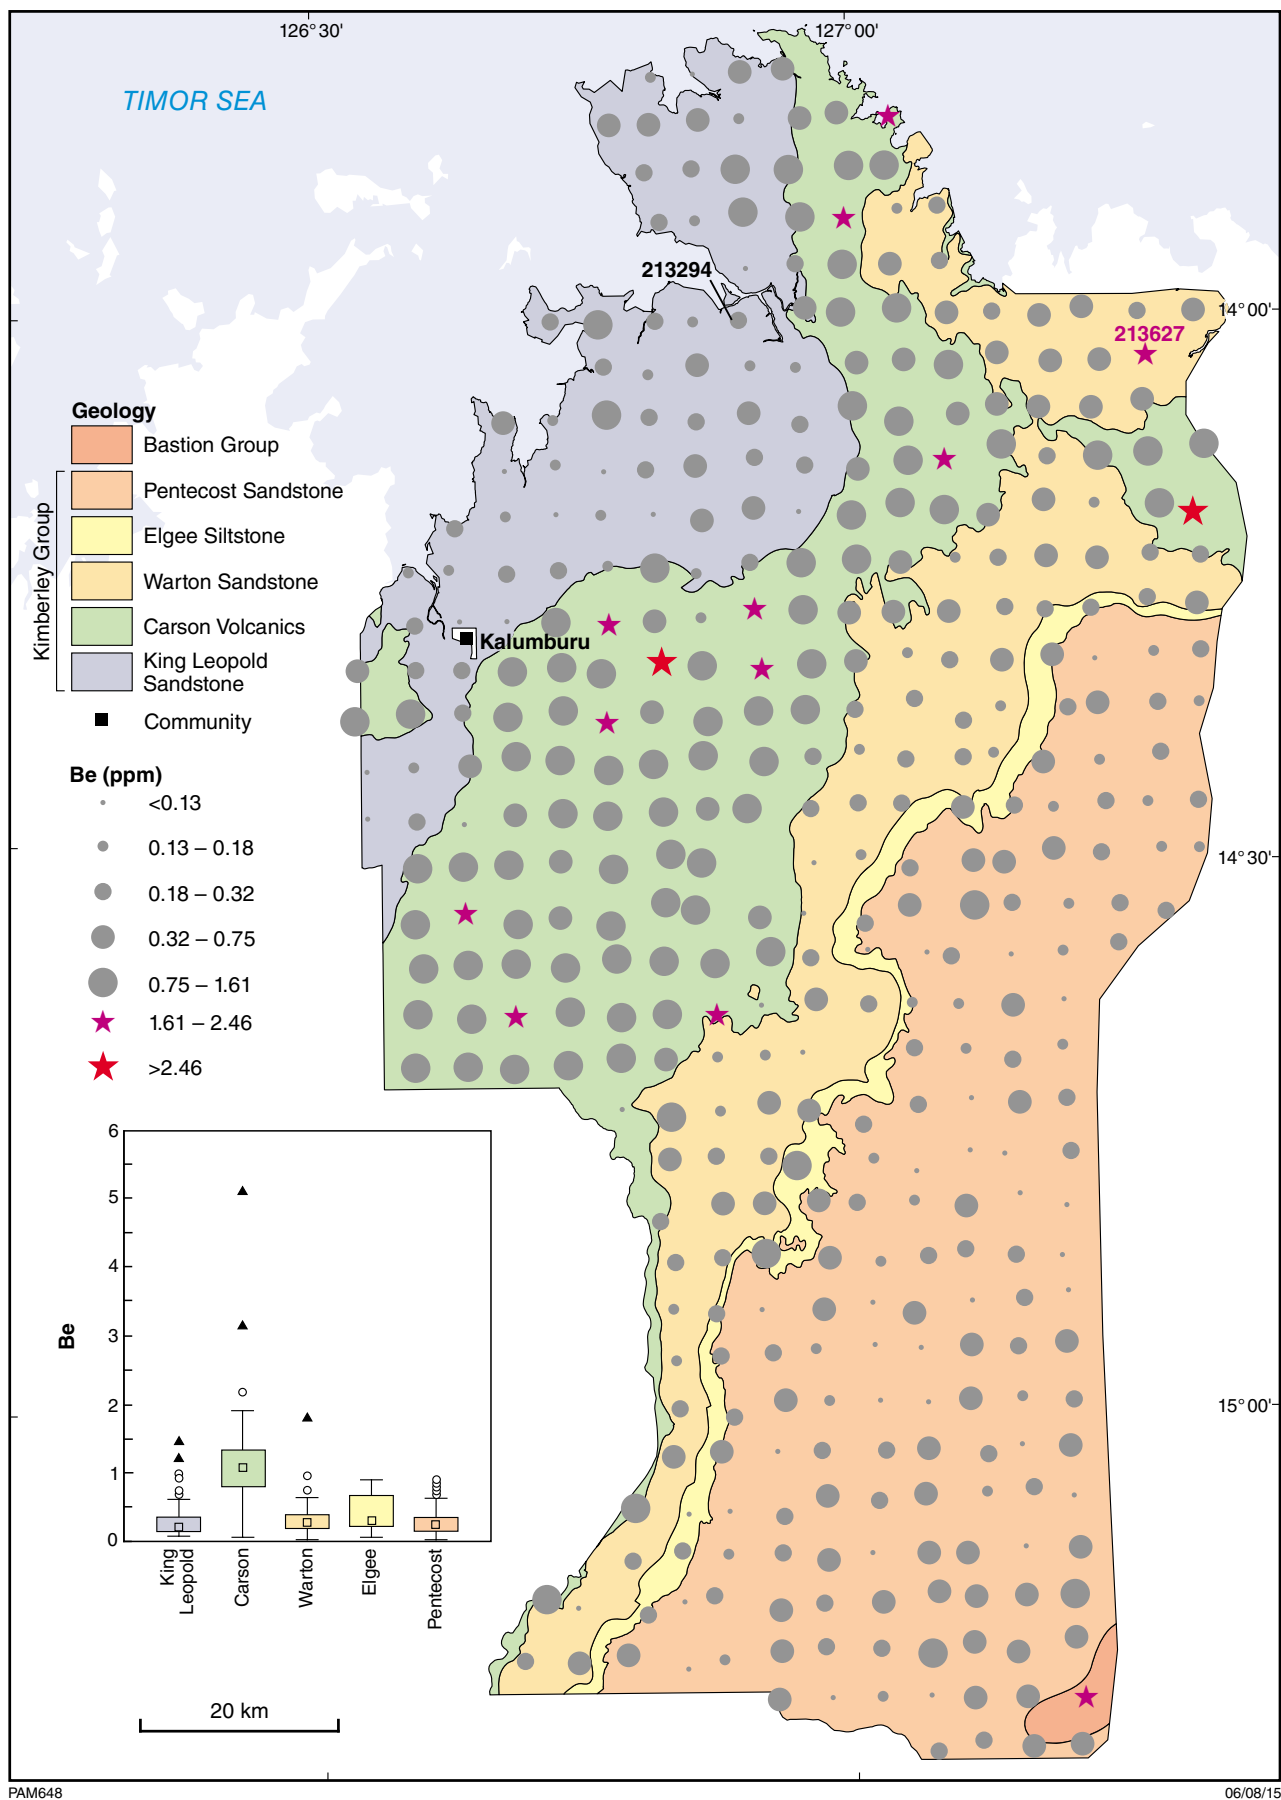 126° 30'
127° 00'
TIMOR SEA
213294
14° 00'
213627
Geology
Bastion Group
Kimberley Group
Pentecost Sandstone
Elgee Siltstone
Warton Sandstone
Carson Volcanics
King Leopold
Sandstone
Community
Kalumburu
Be (ppm)
<0.13
0.13 – 0.18
0.18 – 0.32
0.32 – 0.75
0.75 – 1.61
1.61 – 2.46
>2.46
14° 30'
6
5
4
3
2
1
0
Be
King
Leopold
Carson
Warton
Elgee
Pentecost
15° 00'
20 km
PAM648
06/08/15